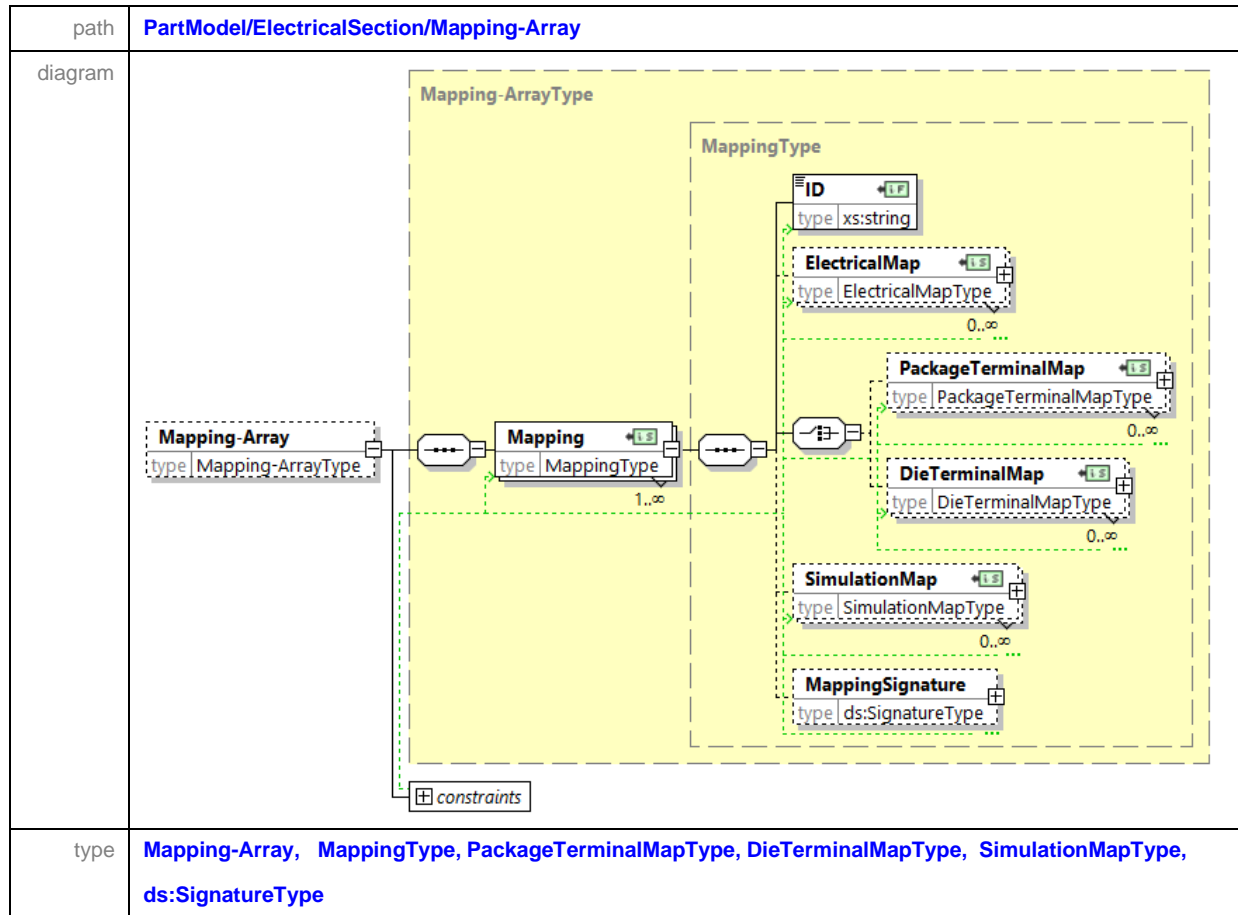 path PartModel/ElectricalSection/Mapping-Array
diagram
Mapping-ArrayType
MappingType
ID
type xs:string
ElectricalMap
type ElectricalMapType
0..∞
PackageTerminalMap
type PackageTerminalMapType
0..∞
Mapping-Array
type Mapping-ArrayType
Mapping
type MappingType
1..∞
DieTerminalMap
type DieTerminalMapType
0..∞
SimulationMap
type SimulationMapType
0..∞
MappingSignature
type ds:SignatureType
constraints
type Mapping-Array, MappingType, PackageTerminalMapType, DieTerminalMapType, SimulationMapType,
ds:SignatureType